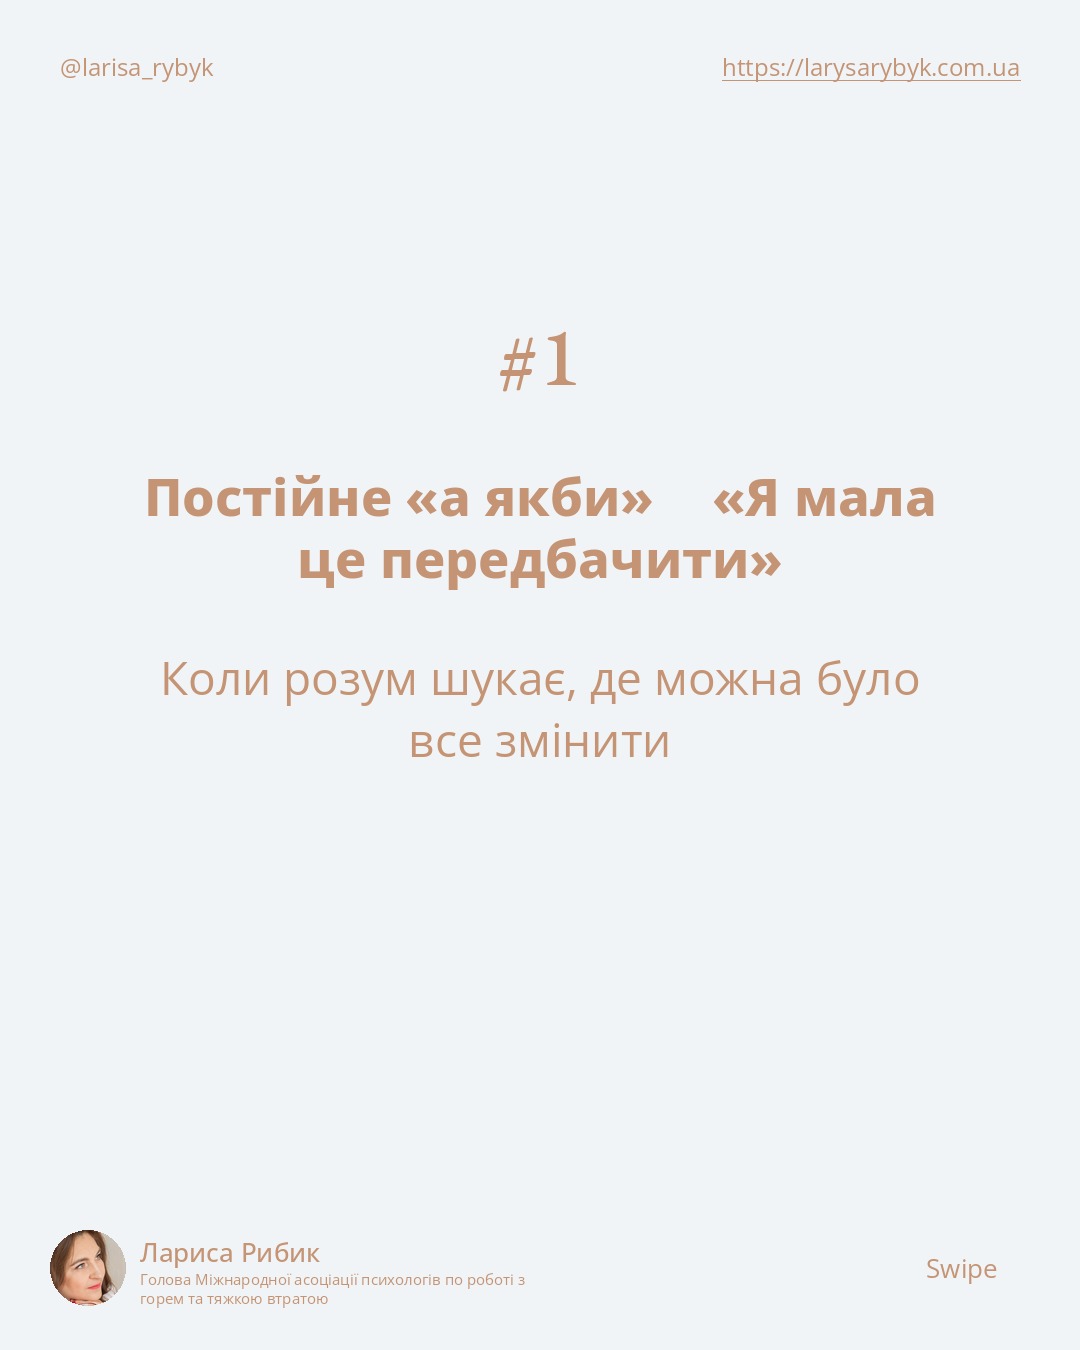 @larisa_rybyk
https://larysarybyk.com.ua
#1
Постійне «а якби» «Я мала
це передбачити»
Коли розум шукає, де можна було
все змінити
Лариса Рибик
Голова Міжнародної асоціації психологів по роботі з
горем та тяжкою втратою
Swipe